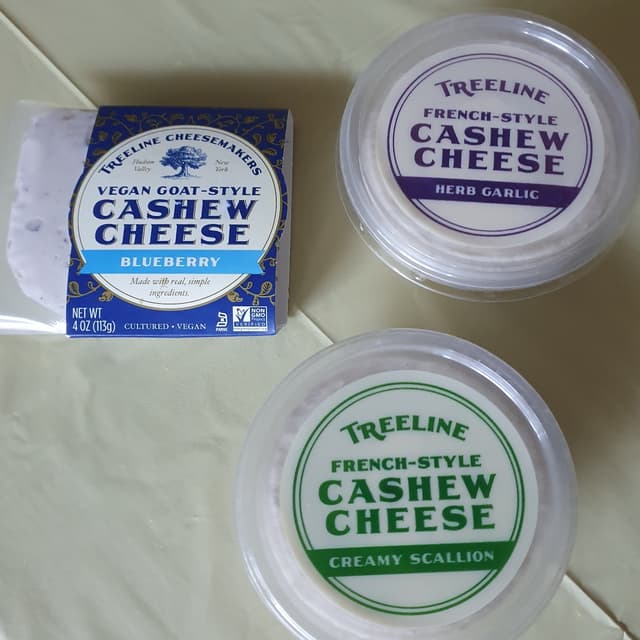 TREELINE CHEESEMAKERS
Hudson Valley
New York
VEGAN GOAT-STYLE
CASHEW
CHEESE
BLUEBERRY
Made with real, simple
ingredients.
NET WT
4 OZ (113g)
CULTURED • VEGAN
NON
GMO
VERIFIED
TREELINE
FRENCH-STYLE
CASHEW
CHEESE
HERB GARLIC
TREELINE
FRENCH-STYLE
CASHEW
CHEESE
CREAMY SCALLION